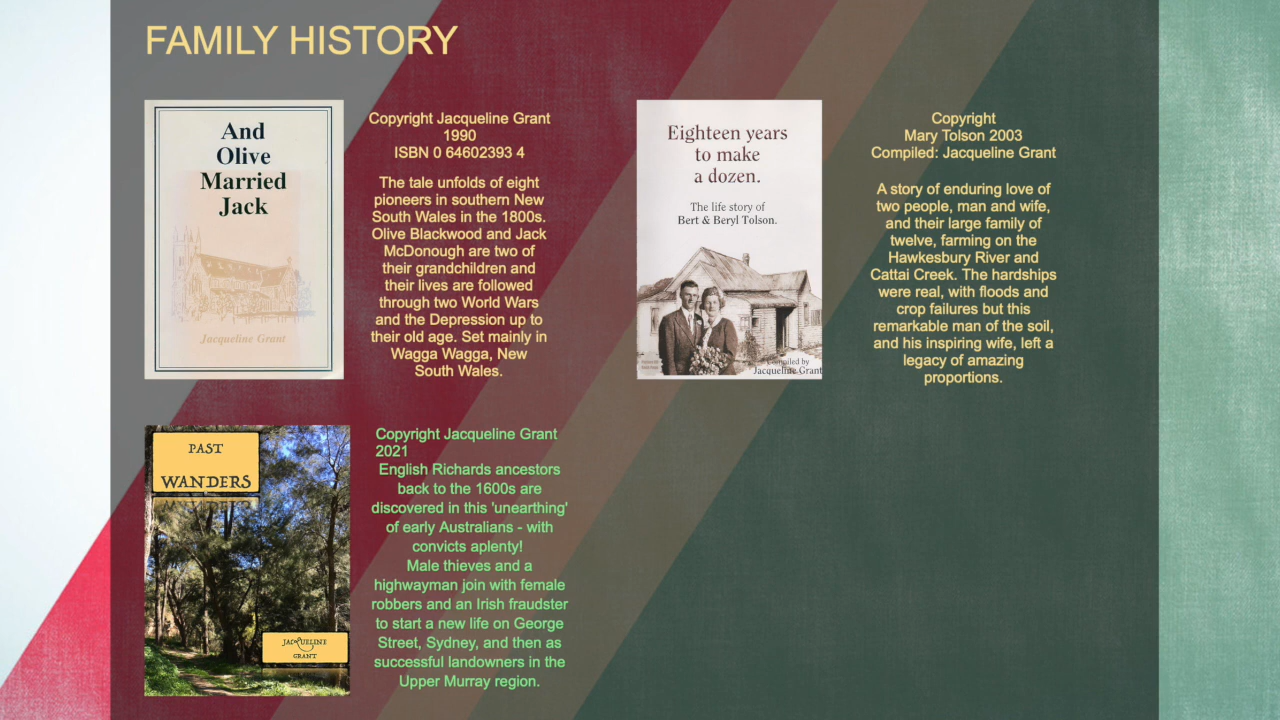 FAMILY HISTORY
And
Olive
Married
Jack
Jacqueline Grant
Copyright Jacqueline Grant
1990
ISBN 0 64602393 4
The tale unfolds of eight
pioneers in southern New
South Wales in the 1800s.
Olive Blackwood and Jack
McDonough are two of
their grandchildren and
their lives are followed
through two World Wars
and the Depression up to
their old age. Set mainly in
Wagga Wagga, New
South Wales.
Eighteen years
to make
a dozen.
The life story of
Bert & Beryl Tolson.
Compiled by
Jacqueline Grant
Copyright
Mary Tolson 2003
Compiled: Jacqueline Grant
A story of enduring love of
two people, man and wife,
and their large family of
twelve, farming on the
Hawkesbury River and
Cattai Creek. The hardships
were real, with floods and
crop failures but this
remarkable man of the soil,
and his inspiring wife, left a
legacy of amazing
proportions.
PAST
WANDERS
JACQUELINE
GRANT
Copyright Jacqueline Grant
2021
English Richards ancestors
back to the 1600s are
discovered in this 'unearthing'
of early Australians - with
convicts aplenty!
Male thieves and a
highwayman join with female
robbers and an Irish fraudster
to start a new life on George
Street, Sydney, and then as
successful landowners in the
Upper Murray region.